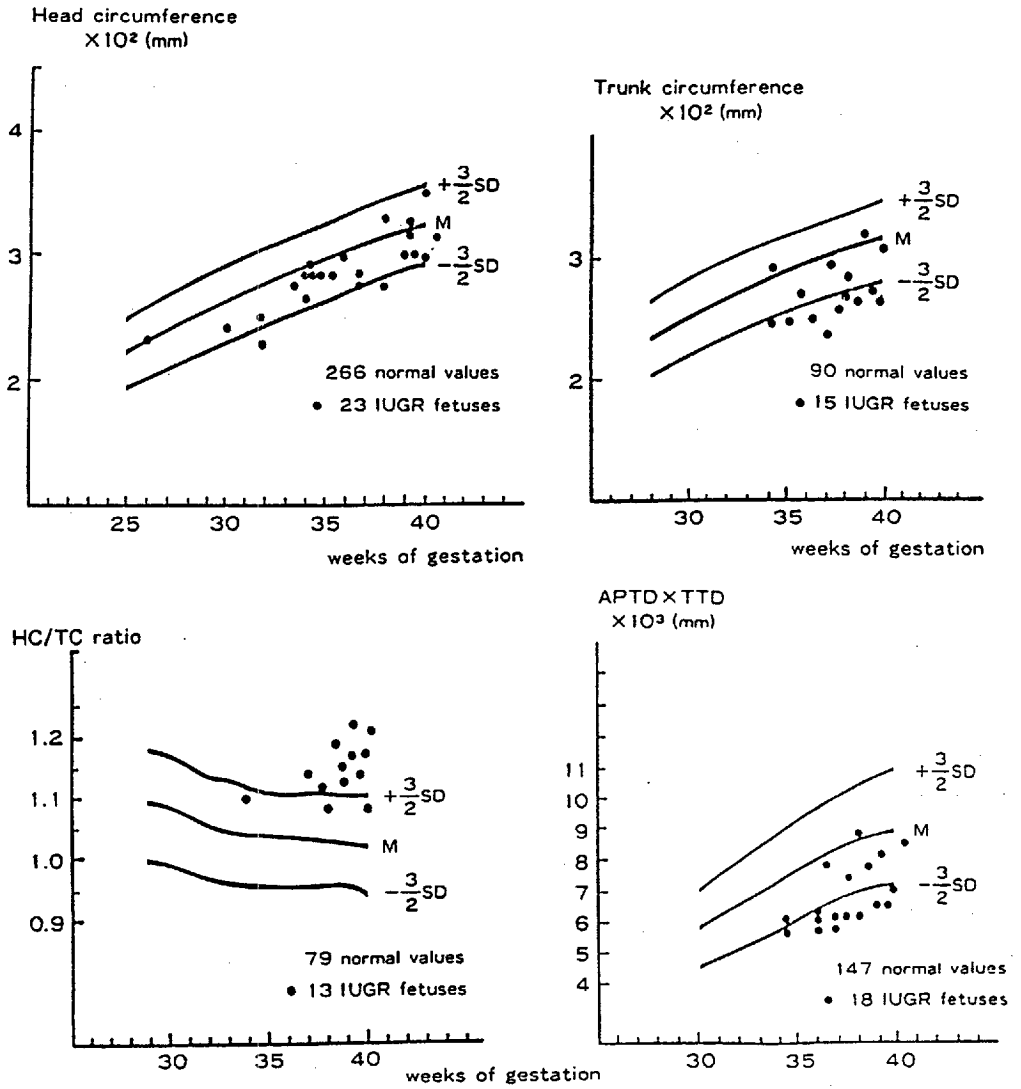 Head circumference
×10² (mm)
4
3
2
+3/2SD
M
−3/2SD
266 normal values
• 23 IUGR fetuses
25 30 35 40
weeks of gestation
Trunk circumference
×10² (mm)
3
2
+3/2SD
M
−3/2SD
90 normal values
• 15 IUGR fetuses
30 35 40
weeks of gestation
HC/TC ratio
1.2
1.1
1.0
0.9
+3/2SD
M
−3/2SD
79 normal values
• 13 IUGR fetuses
30 35 40
weeks of gestation
APTD×TTD
×10³ (mm)
11
10
9
8
7
6
5
4
+3/2SD
M
−3/2SD
147 normal values
• 18 IUGR fetuses
30 35 40